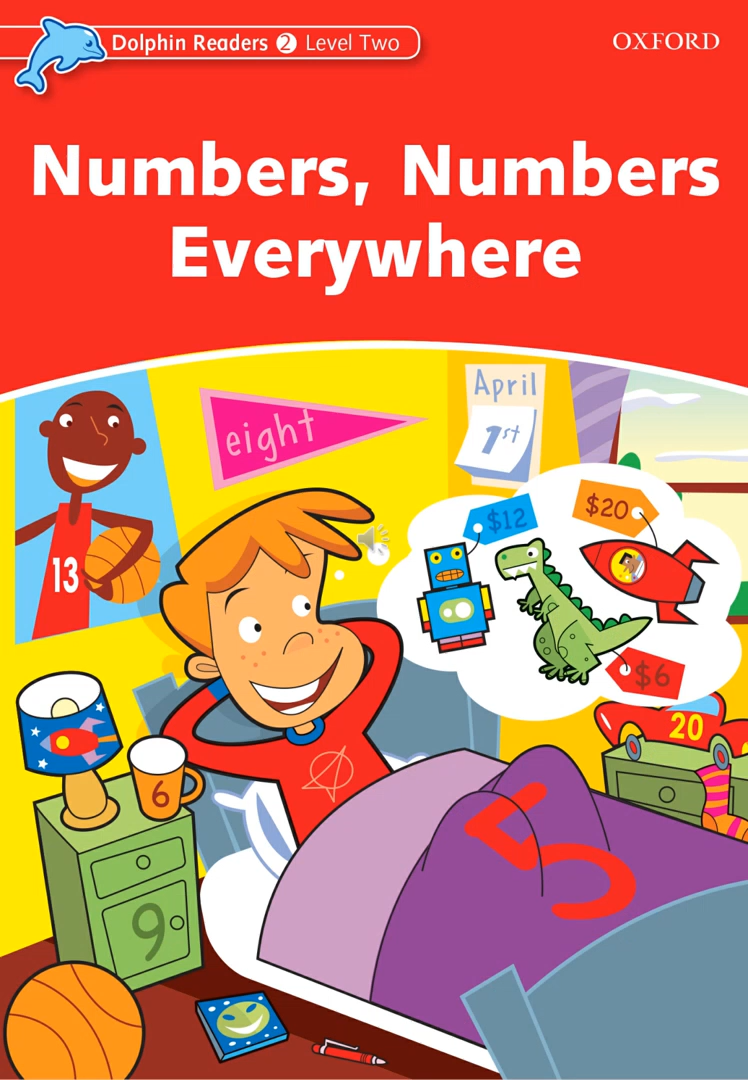 Dolphin Readers 2 Level Two
OXFORD
Numbers, Numbers
Everywhere
April
1st
eight
$12
$20
$6
13
20
6
5
9